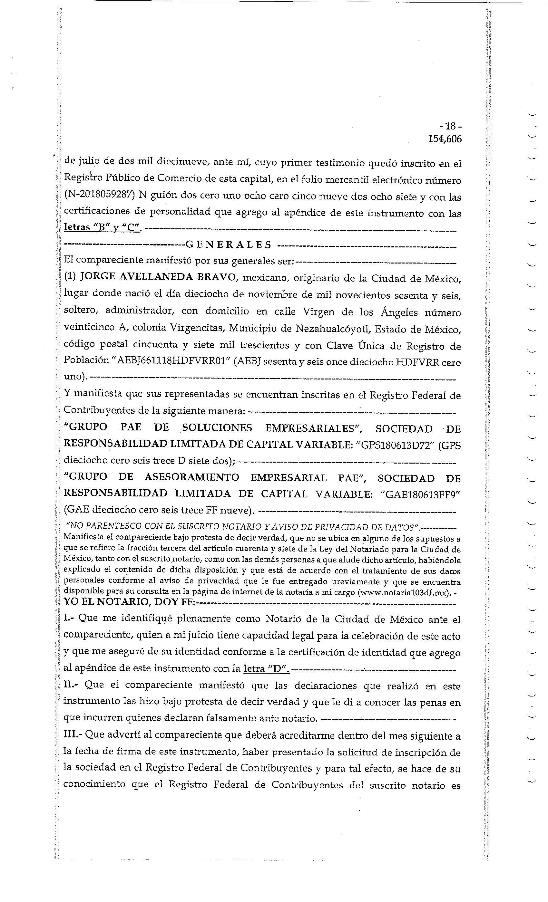 - 18 -
154,606
de julio de dos mil diecinueve, ante mí, cuyo primer testimonio quedó inscrito en el
Registro Público de Comercio de esta capital, en el folio mercantil electrónico número
(N-2018059287) N guión dos cero uno ocho cero cinco nueve dos ocho siete y con las
certificaciones de personalidad que agrego al apéndice de este instrumento con las
letras "B" y "C". ----------------------------------------
------------------------------G E N E R A L E S ------------------------------
El compareciente manifestó por sus generales ser:------------------------------
(1) JORGE AVELLANEDA BRAVO, mexicano, originario de la Ciudad de México,
lugar donde nació el día dieciocho de noviembre de mil novecientos sesenta y seis,
soltero, administrador, con domicilio en calle Virgen de los Ángeles número
veinticinco A, colonia Virgencitas, Municipio de Nezahualcóyotl, Estado de México,
código postal cincuenta y siete mil trescientos y con Clave Única de Registro de
Población "AEBJ661118HDFVRR01" (AEBJ sesenta y seis once dieciocho HDFVRR cero
uno). ----------------------------------------
Y manifiesta que sus representadas se encuentran inscritas en el Registro Federal de
Contribuyentes de la siguiente manera: ------------------------------
"GRUPO PAE DE SOLUCIONES EMPRESARIALES", SOCIEDAD DE
RESPONSABILIDAD LIMITADA DE CAPITAL VARIABLE: "GPS180613D72" (GPS
dieciocho cero seis trece D siete dos); ------------------------------
"GRUPO DE ASESORAMIENTO EMPRESARIAL PAE", SOCIEDAD DE
RESPONSABILIDAD LIMITADA DE CAPITAL VARIABLE: "GAE180613FF9"
(GAE dieciocho cero seis trece FF nueve). ------------------------------
"NO PARENTESCO CON EL SUSCRITO NOTARIO Y AVISO DE PRIVACIDAD DE DATOS".----------
Manifiesta el compareciente bajo protesta de decir verdad, que no se ubica en alguno de los supuestos a
que se refiere la fracción tercera del artículo cuarenta y siete de la Ley del Notariado para la Ciudad de
México, tanto con el suscrito notario, como con las demás personas a que alude dicho artículo, habiéndole
explicado el contenido de dicha disposición y que está de acuerdo con el tratamiento de sus datos
personales conforme al aviso de privacidad que le fue entregado previamente y que se encuentra
disponible para su consulta en la página de internet de la notaría a mi cargo (www.notaria103df.mx). -
YO EL NOTARIO, DOY FE:----------------------------------------
I.- Que me identifiqué plenamente como Notario de la Ciudad de México ante el
compareciente, quien a mi juicio tiene capacidad legal para la celebración de este acto
y que me aseguré de su identidad conforme a la certificación de identidad que agrego
al apéndice de este instrumento con la letra "D". ------------------------------
II.- Que el compareciente manifestó que las declaraciones que realizó en este
instrumento las hizo bajo protesta de decir verdad y que le di a conocer las penas en
que incurren quienes declaran falsamente ante notario. ------------------------------
III.- Que advertí al compareciente que deberá acreditarme dentro del mes siguiente a
la fecha de firma de este instrumento, haber presentado la solicitud de inscripción de
la sociedad en el Registro Federal de Contribuyentes y para tal efecto, se hace de su
conocimiento que el Registro Federal de Contribuyentes del suscrito notario es